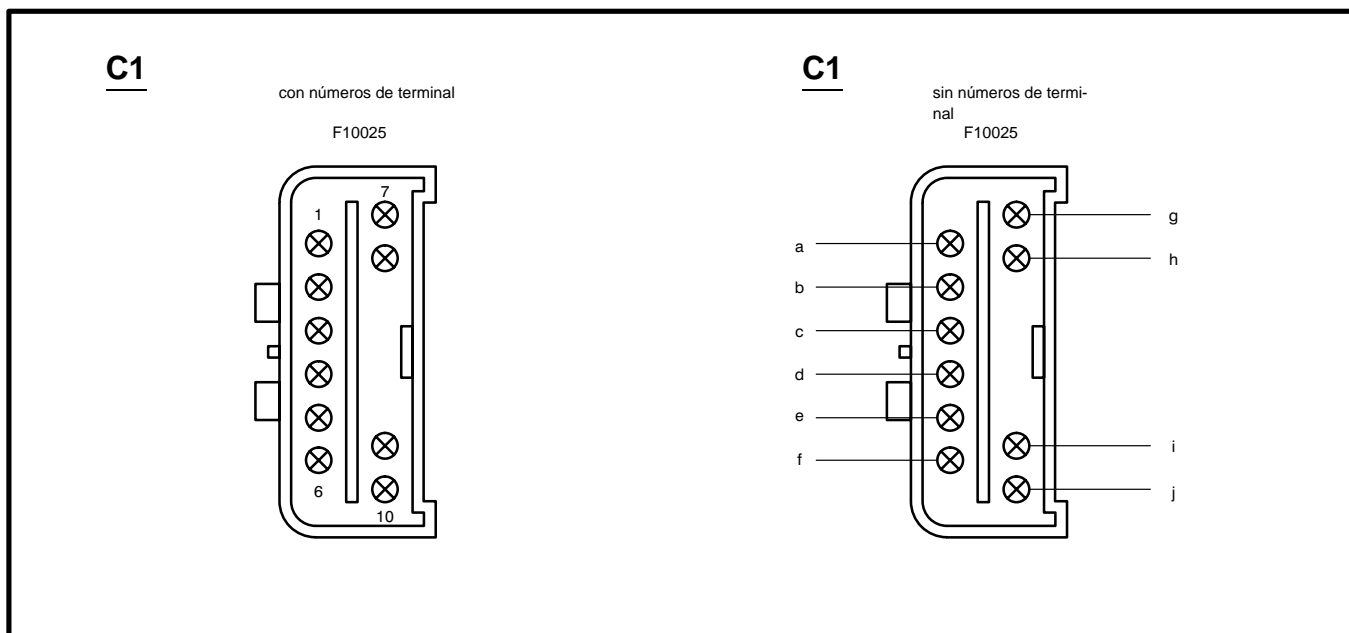 C1
con números de terminal
F10025
7
1
6
10
C1
sin números de termi-
nal
F10025
g
a
h
b
c
d
e
i
f
j